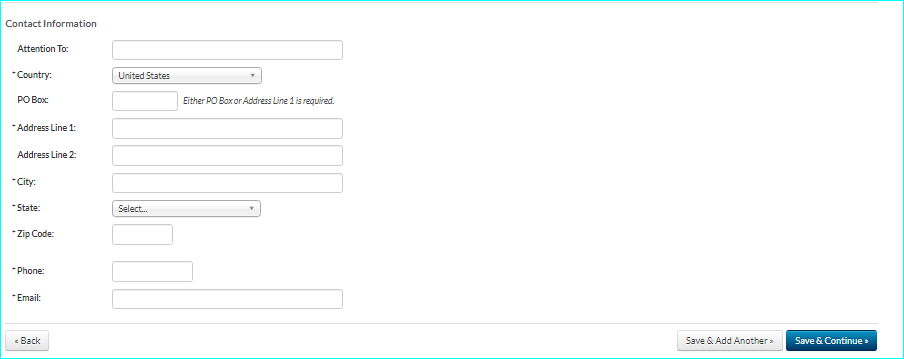 Contact Information
Attention To:
* Country: United States
PO Box: Either PO Box or Address Line 1 is required.
* Address Line 1:
Address Line 2:
* City:
* State: Select...
* Zip Code:
* Phone:
* Email:
« Back Save & Add Another » Save & Continue »